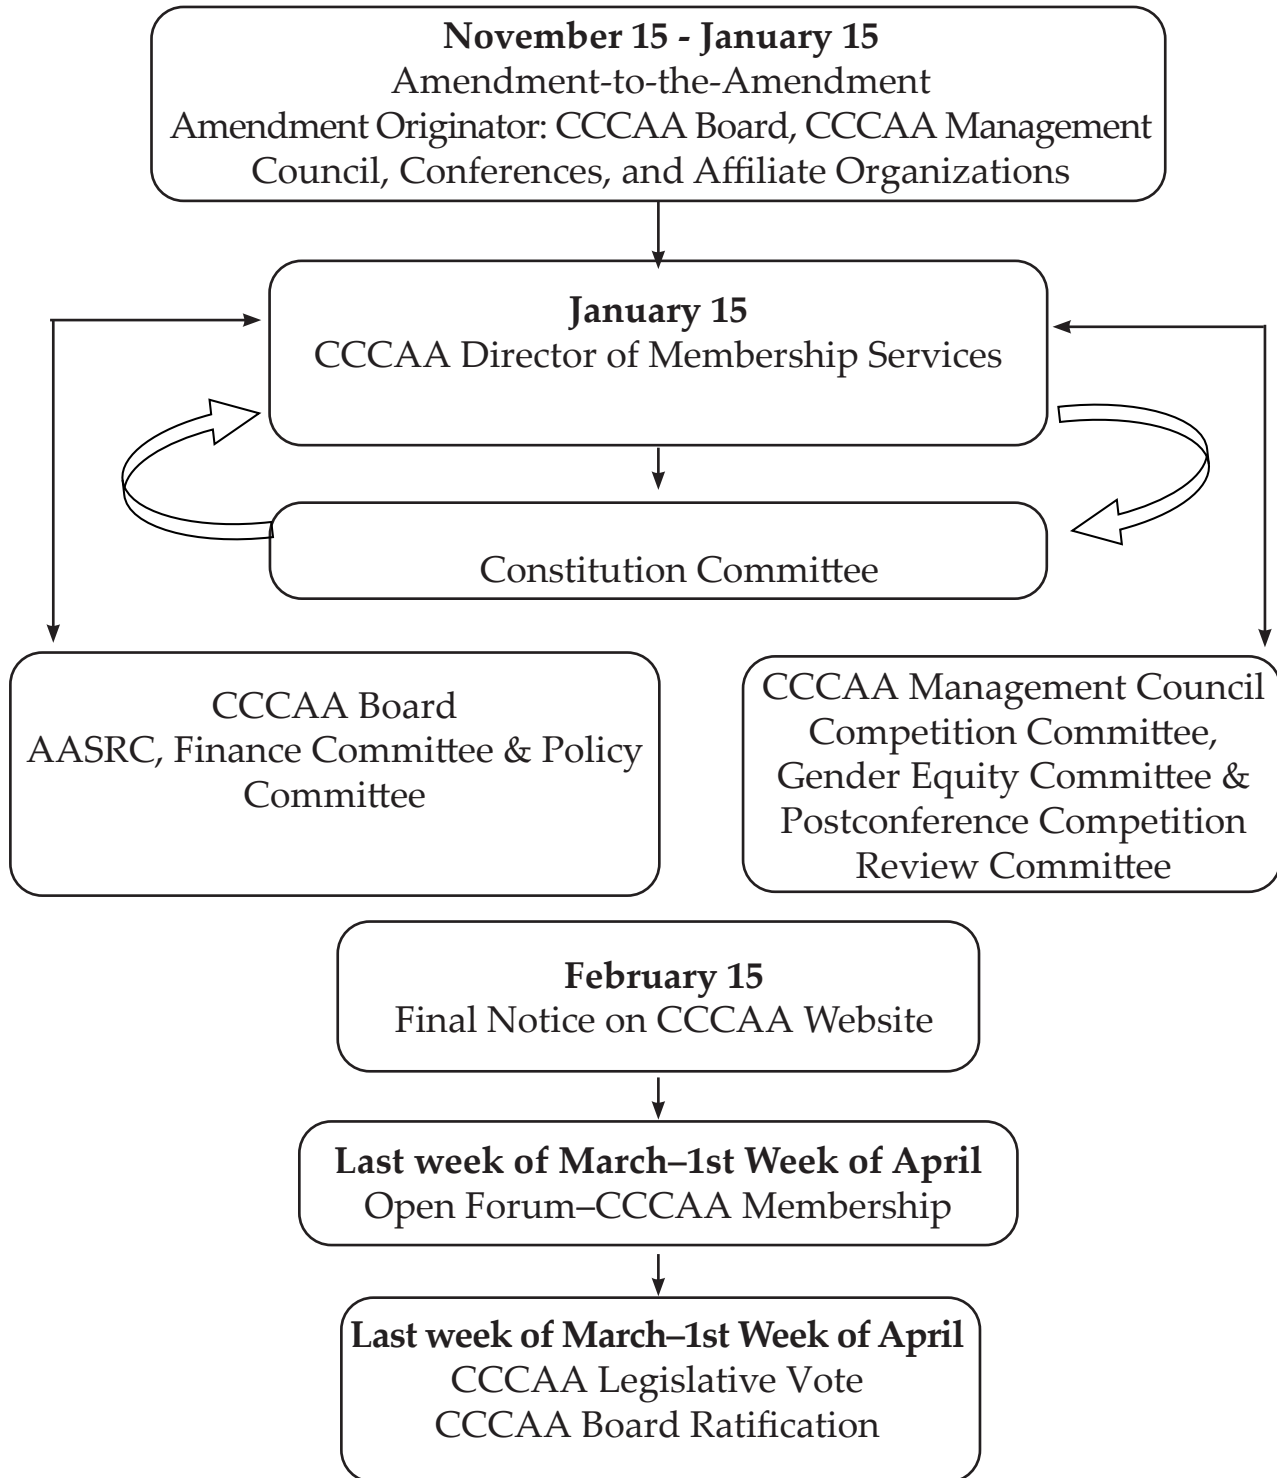 November 15 - January 15
Amendment-to-the-Amendment
Amendment Originator: CCCAA Board, CCCAA Management
Council, Conferences, and Affiliate Organizations
January 15
CCCAA Director of Membership Services
Constitution Committee
CCCAA Board
AASRC, Finance Committee & Policy
Committee
CCCAA Management Council
Competition Committee,
Gender Equity Committee &
Postconference Competition
Review Committee
February 15
Final Notice on CCCAA Website
Last week of March–1st Week of April
Open Forum–CCCAA Membership
Last week of March–1st Week of April
CCCAA Legislative Vote
CCCAA Board Ratification